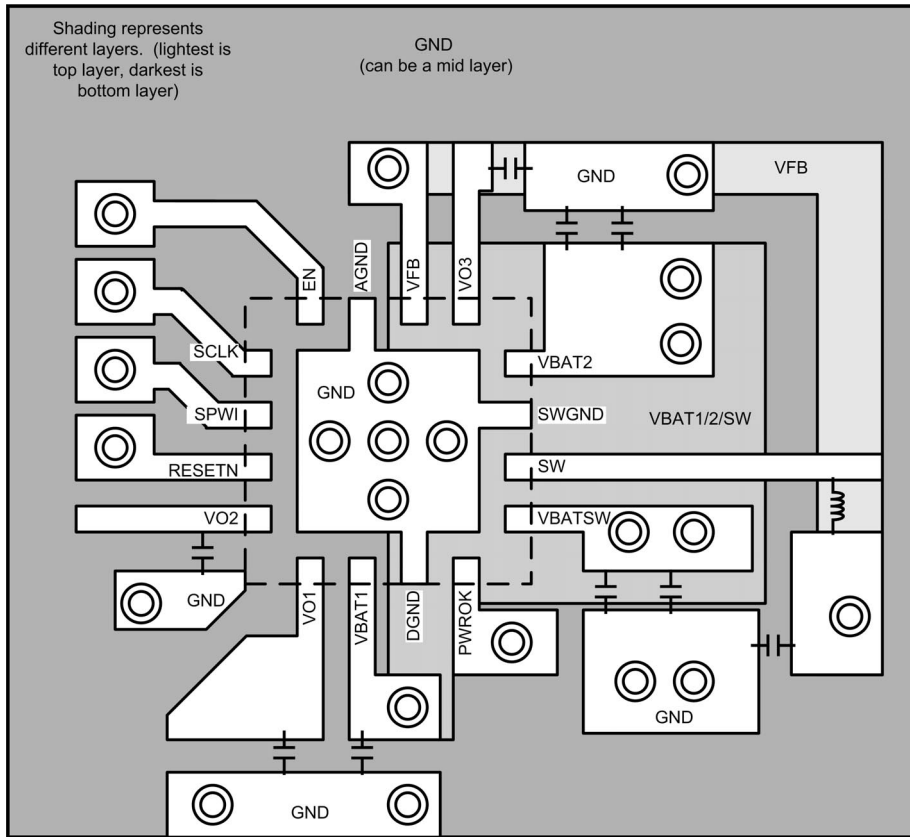 Shading represents
different layers. (lightest is
top layer, darkest is
bottom layer)
GND
(can be a mid layer)
GND
VFB
EN
AGND
VFB
VO3
SCLK
GND
VBAT2
SPWI
SWGND
VBAT1/2/SW
RESETN
SW
VO2
VBATSW
GND
VO1
VBAT1
DGND
PWROK
GND
GND